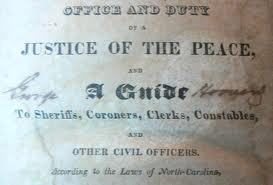 OFFICE AND DUTY
OF A
JUSTICE OF THE PEACE,
AND
George A Guide
To Sheriffs, Coroners, Clerks, Constables,
AND
OTHER CIVIL OFFICERS.
According to the Laws of North-Carolina,